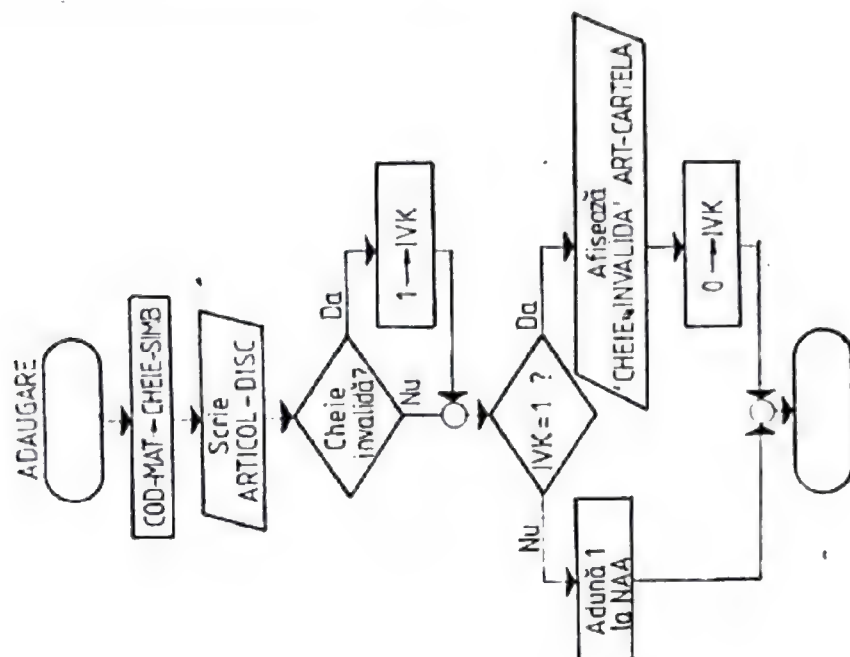 ADAUGARE
COD-MAT→CHEIE-SIMB
Scrie
ARTICOL-DISC
Cheie
invalidă?
Da
1→IVK
Nu
IVK=1 ?
Da
Afisează
'CHEIE INVALIDA' ART-CARTELA
0→IVK
Nu
Adună 1
la NAA